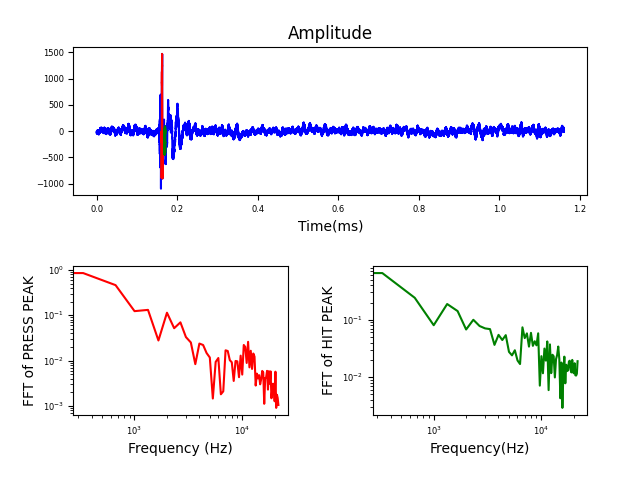 Amplitude
1500
1000
500
0
−500
−1000
0.0 0.2 0.4 0.6 0.8 1.0 1.2
Time(ms)
FFT of PRESS PEAK
10⁰
10⁻¹
10⁻²
10⁻³
10³ 10⁴
Frequency (Hz)
FFT of HIT PEAK
10⁻¹
10⁻²
10³ 10⁴
Frequency(Hz)